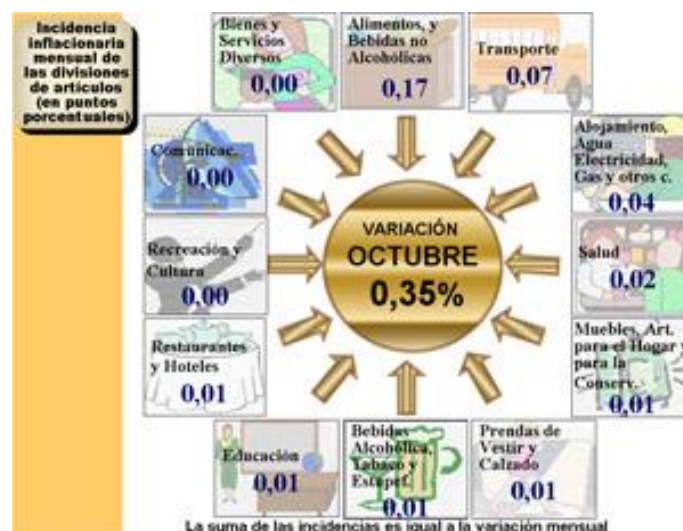 Incidencia
inflacionaria
mensual de
las divisiones
de artículos
(en puntos
porcentuales)
Bienes y
Servicios
Diversos
0,00
Alimentos, y
Bebidas no
Alcohólicas
0,17
Transporte
0,07
Comunicac.
0,00
Alojamiento,
Agua
Electricidad,
Gas y otros c.
0,04
VARIACIÓN
OCTUBRE
0,35%
Recreación y
Cultura
0,00
Salud
0,02
Restaurantes
y Hoteles
0,01
Muebles, Art.
para el Hogar y
para la
Conserv.
0,01
Educación
0,01
Bebidas
Alcohólica,
Tabaco y
Estupef.
0,01
Prendas de
Vestir y
Calzado
0,01
La suma de las incidencias es igual a la variación mensual